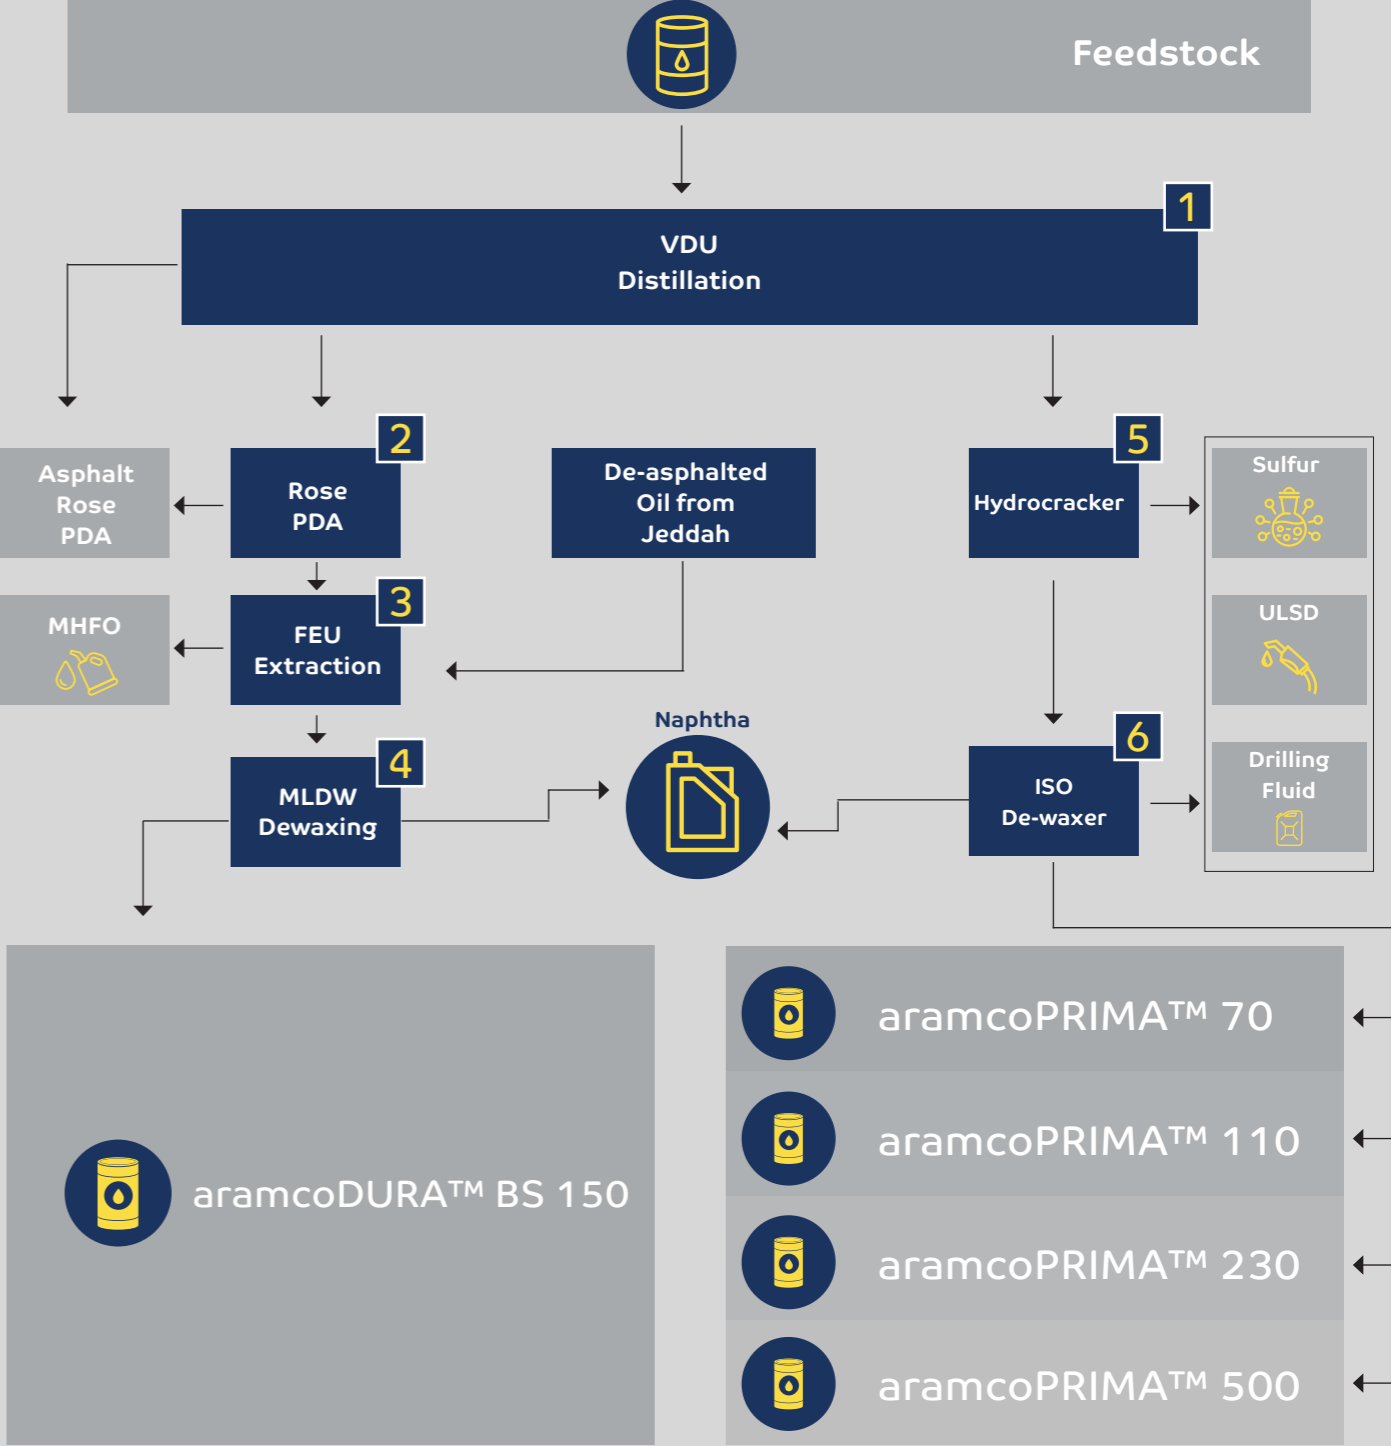 Feedstock
1
VDU
Distillation
2
Rose
PDA
Asphalt
Rose
PDA
De-asphalted
Oil from
Jeddah
5
Hydrocracker
Sulfur
3
FEU
Extraction
MHFO
ULSD
4
MLDW
Dewaxing
Naphtha
6
ISO
De-waxer
Drilling
Fluid
aramcoDURA™ BS 150
aramcoPRIMA™ 70
aramcoPRIMA™ 110
aramcoPRIMA™ 230
aramcoPRIMA™ 500